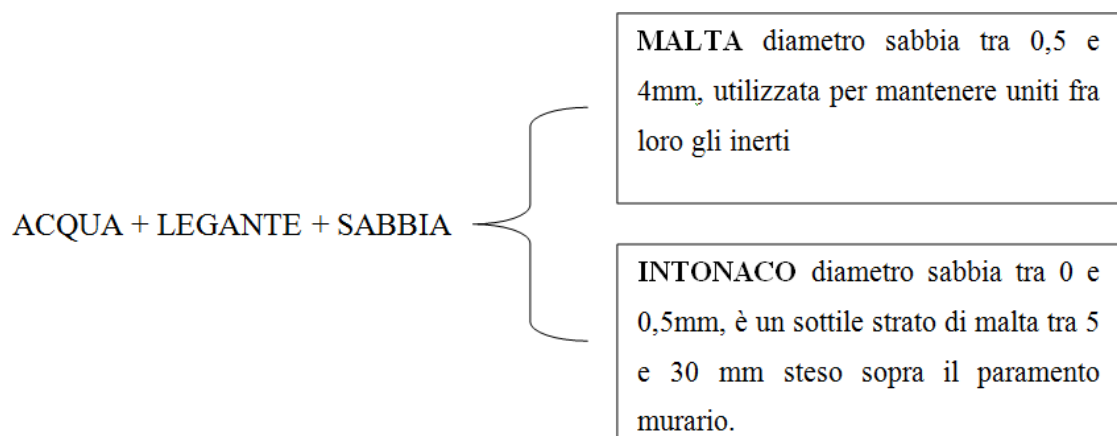 MALTA diametro sabbia tra 0,5 e
4mm, utilizzata per mantenere uniti fra
loro gli inerti
ACQUA + LEGANTE + SABBIA
INTONACO diametro sabbia tra 0 e
0,5mm, è un sottile strato di malta tra 5
e 30 mm steso sopra il paramento
murario.